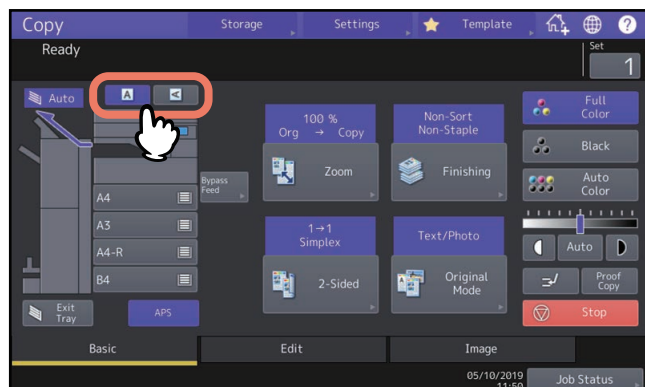 Copy
Storage
Settings
Template
?
Ready
Set
1
Auto
A
A
100 %
Org → Copy
Non-Sort
Non-Staple
Full
Color
Zoom
Finishing
Black
Bypass
Feed
Auto
Color
A4
A3
A4-R
B4
1→1
Simplex
Text/Photo
Auto
2-Sided
Original
Mode
Proof
Copy
Exit
Tray
APS
Stop
Basic
Edit
Image
05/10/2019
11:50
Job Status